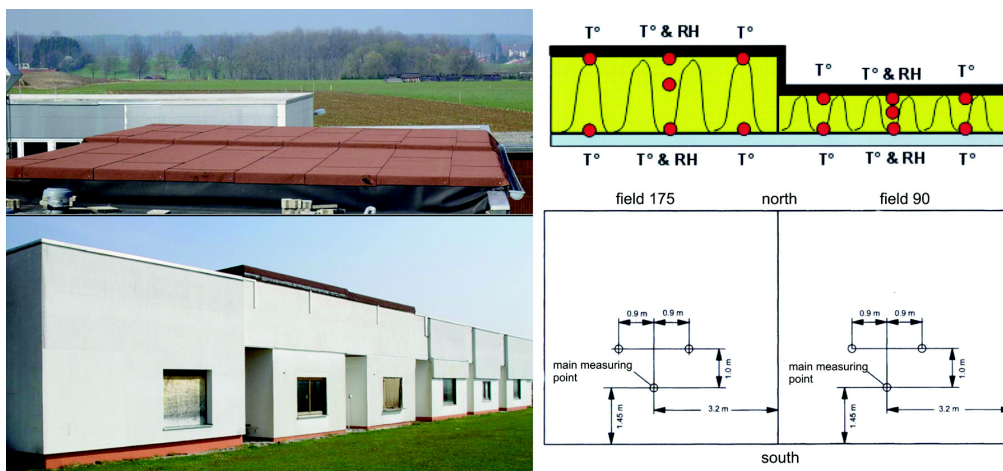 T° T° & RH T°
T° T° & RH T°
T° T° & RH T°
T° T° & RH T°
field 175 north field 90
0.9 m 0.9 m 0.9 m 0.9 m
main measuring
point
1.0 m
main measuring
point
1.0 m
3.2 m 3.2 m
1.45 m 1.45 m
south